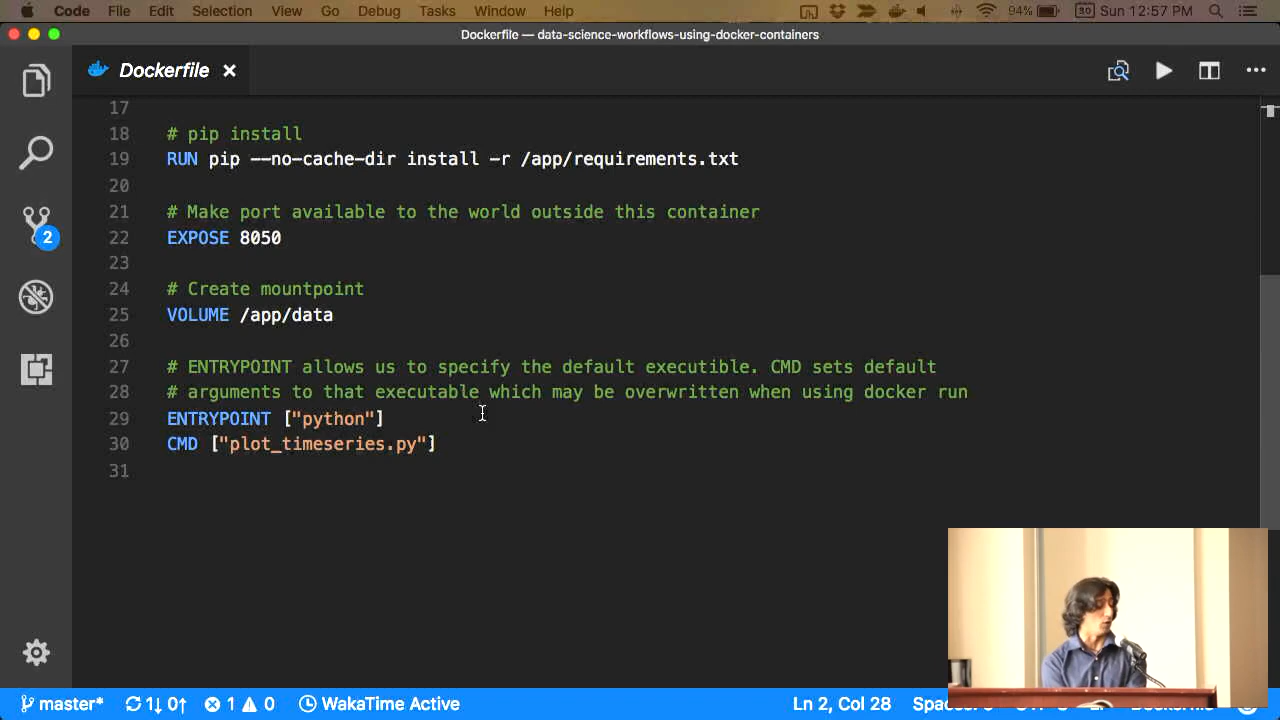 Code File Edit Selection View Go Debug Tasks Window Help 94% 30 Sun 12:57 PM
Dockerfile — data-science-workflows-using-docker-containers
Dockerfile
17
18 # pip install
19 RUN pip --no-cache-dir install -r /app/requirements.txt
20
21 # Make port available to the world outside this container
22 EXPOSE 8050
23
24 # Create mountpoint
25 VOLUME /app/data
26
27 # ENTRYPOINT allows us to specify the default executible. CMD sets default
28 # arguments to that executable which may be overwritten when using docker run
29 ENTRYPOINT ["python"]
30 CMD ["plot_timeseries.py"]
31
2
master* 1↓ 0↑ 1 0 WakaTime Active Ln 2, Col 28